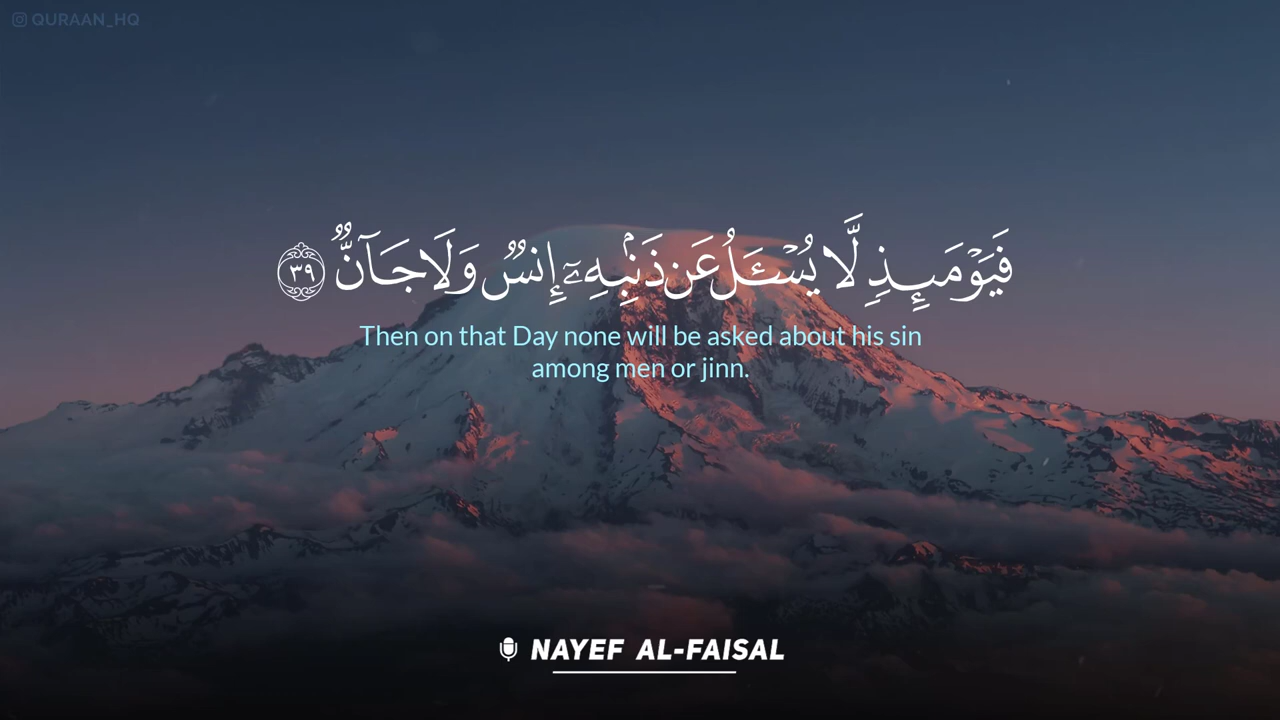 QURAAN_HQ
فَيَوْمَئِذٍ لَّا يُسْـَٔلُ عَن ذَنۢبِهِۦٓ إِنسٌ وَلَا جَآنٌّ ٣٩
Then on that Day none will be asked about his sin
among men or jinn.
NAYEF AL-FAISAL